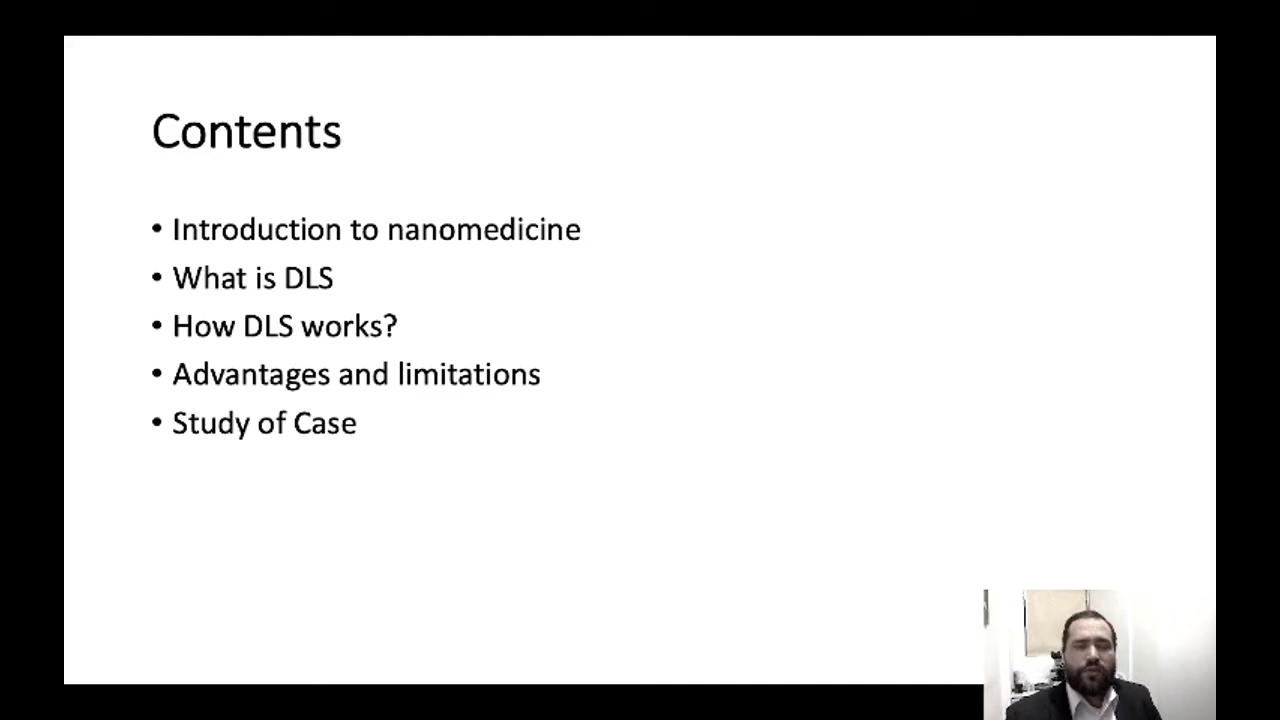 Contents
• Introduction to nanomedicine
• What is DLS
• How DLS works?
• Advantages and limitations
• Study of Case